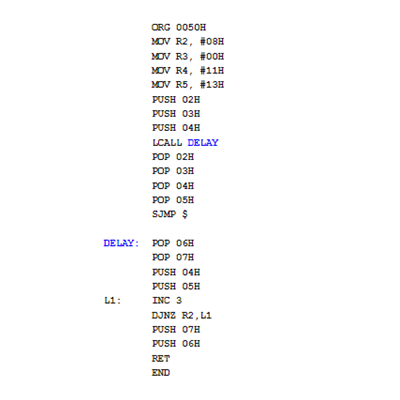 ORG 0050H
MOV R2, #08H
MOV R3, #00H
MOV R4, #11H
MOV R5, #13H
PUSH 02H
PUSH 03H
PUSH 04H
LCALL DELAY
POP 02H
POP 03H
POP 04H
POP 05H
SJMP $
DELAY: POP 06H
POP 07H
PUSH 04H
PUSH 05H
L1: INC 3
DJNZ R2,L1
PUSH 07H
PUSH 06H
RET
END